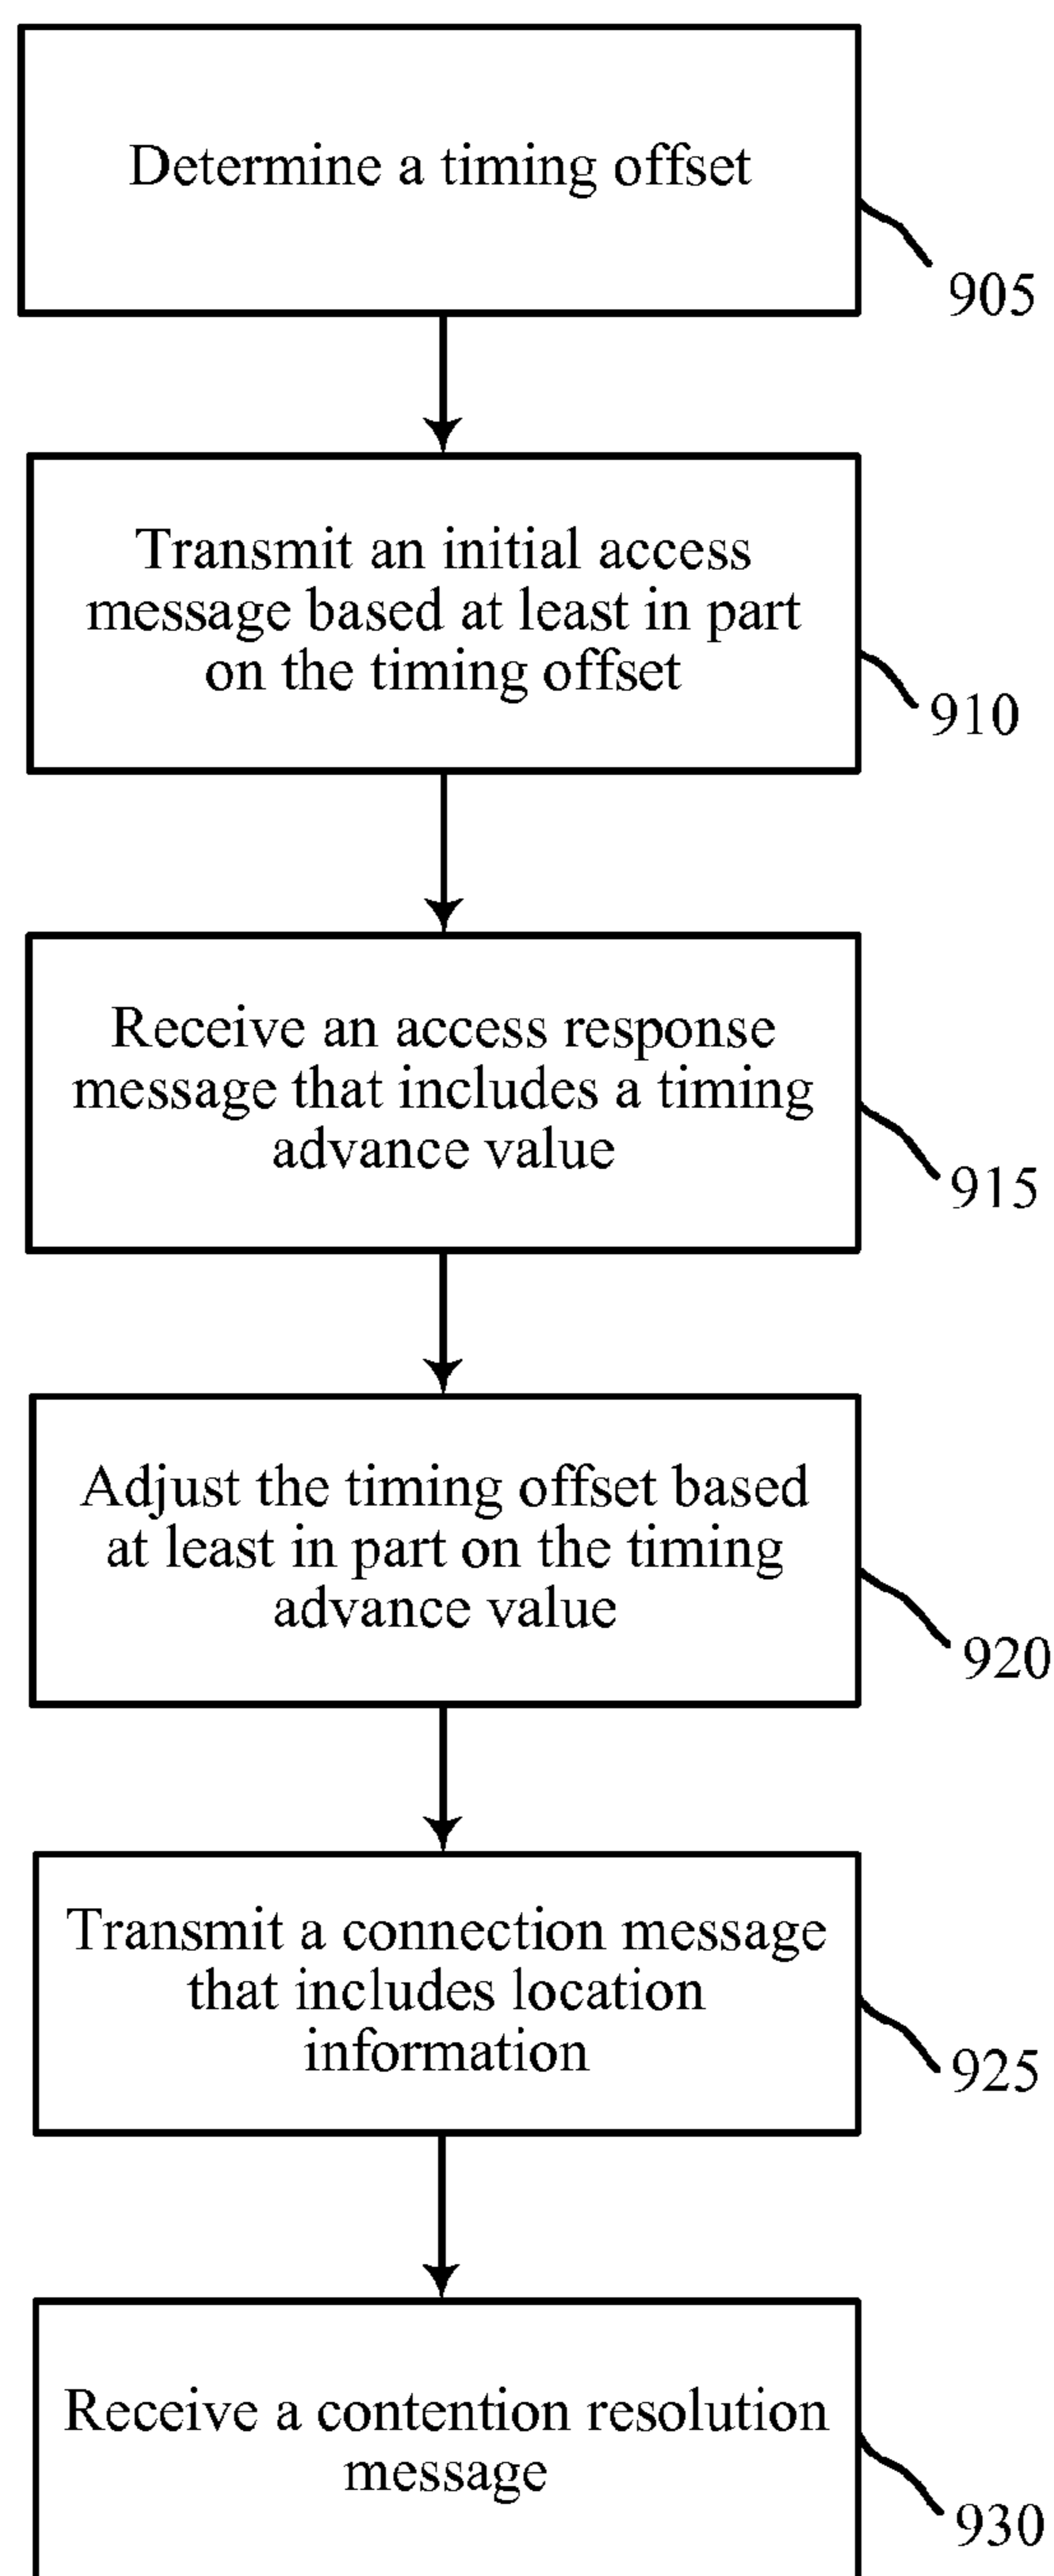 Determine a timing offset
905
Transmit an initial access
message based at least in part
on the timing offset
910
Receive an access response
message that includes a timing
advance value
915
Adjust the timing offset based
at least in part on the timing
advance value
920
Transmit a connection message
that includes location
information
925
Receive a contention resolution
message
930